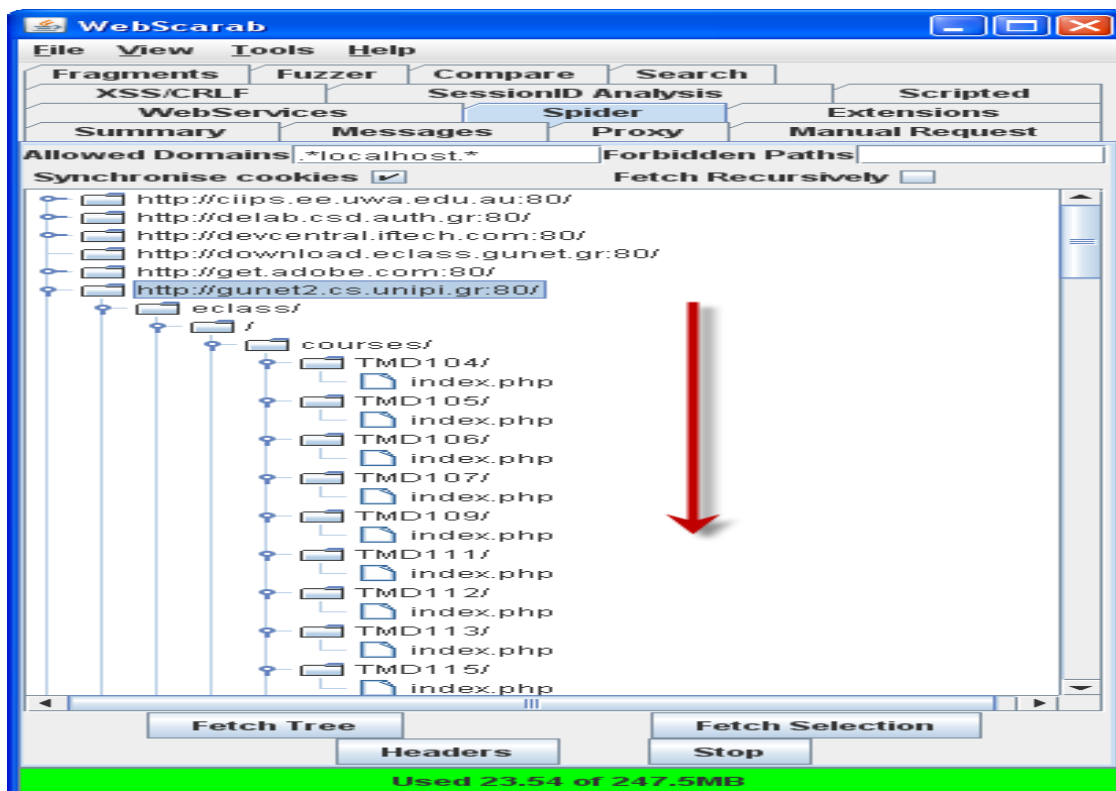 WebScarab
File View Tools Help
Fragments Fuzzer Compare Search
XSS/CRLF SessionID Analysis Scripted
WebServices Spider Extensions
Summary Messages Proxy Manual Request
Allowed Domains .*localhost.* Forbidden Paths
Synchronise cookies Fetch Recursively
http://ciips.ee.uwa.edu.au:80/
http://delab.csd.auth.gr:80/
http://devcentral.iftech.com:80/
http://download.eclass.gunet.gr:80/
http://get.adobe.com:80/
http://gunet2.cs.unipi.gr:80/
eclass/
/
courses/
TMD104/
index.php
TMD105/
index.php
TMD106/
index.php
TMD107/
index.php
TMD109/
index.php
TMD111/
index.php
TMD112/
index.php
TMD113/
index.php
TMD115/
index.php
Fetch Tree Fetch Selection
Headers Stop
Used 23.54 of 247.5MB